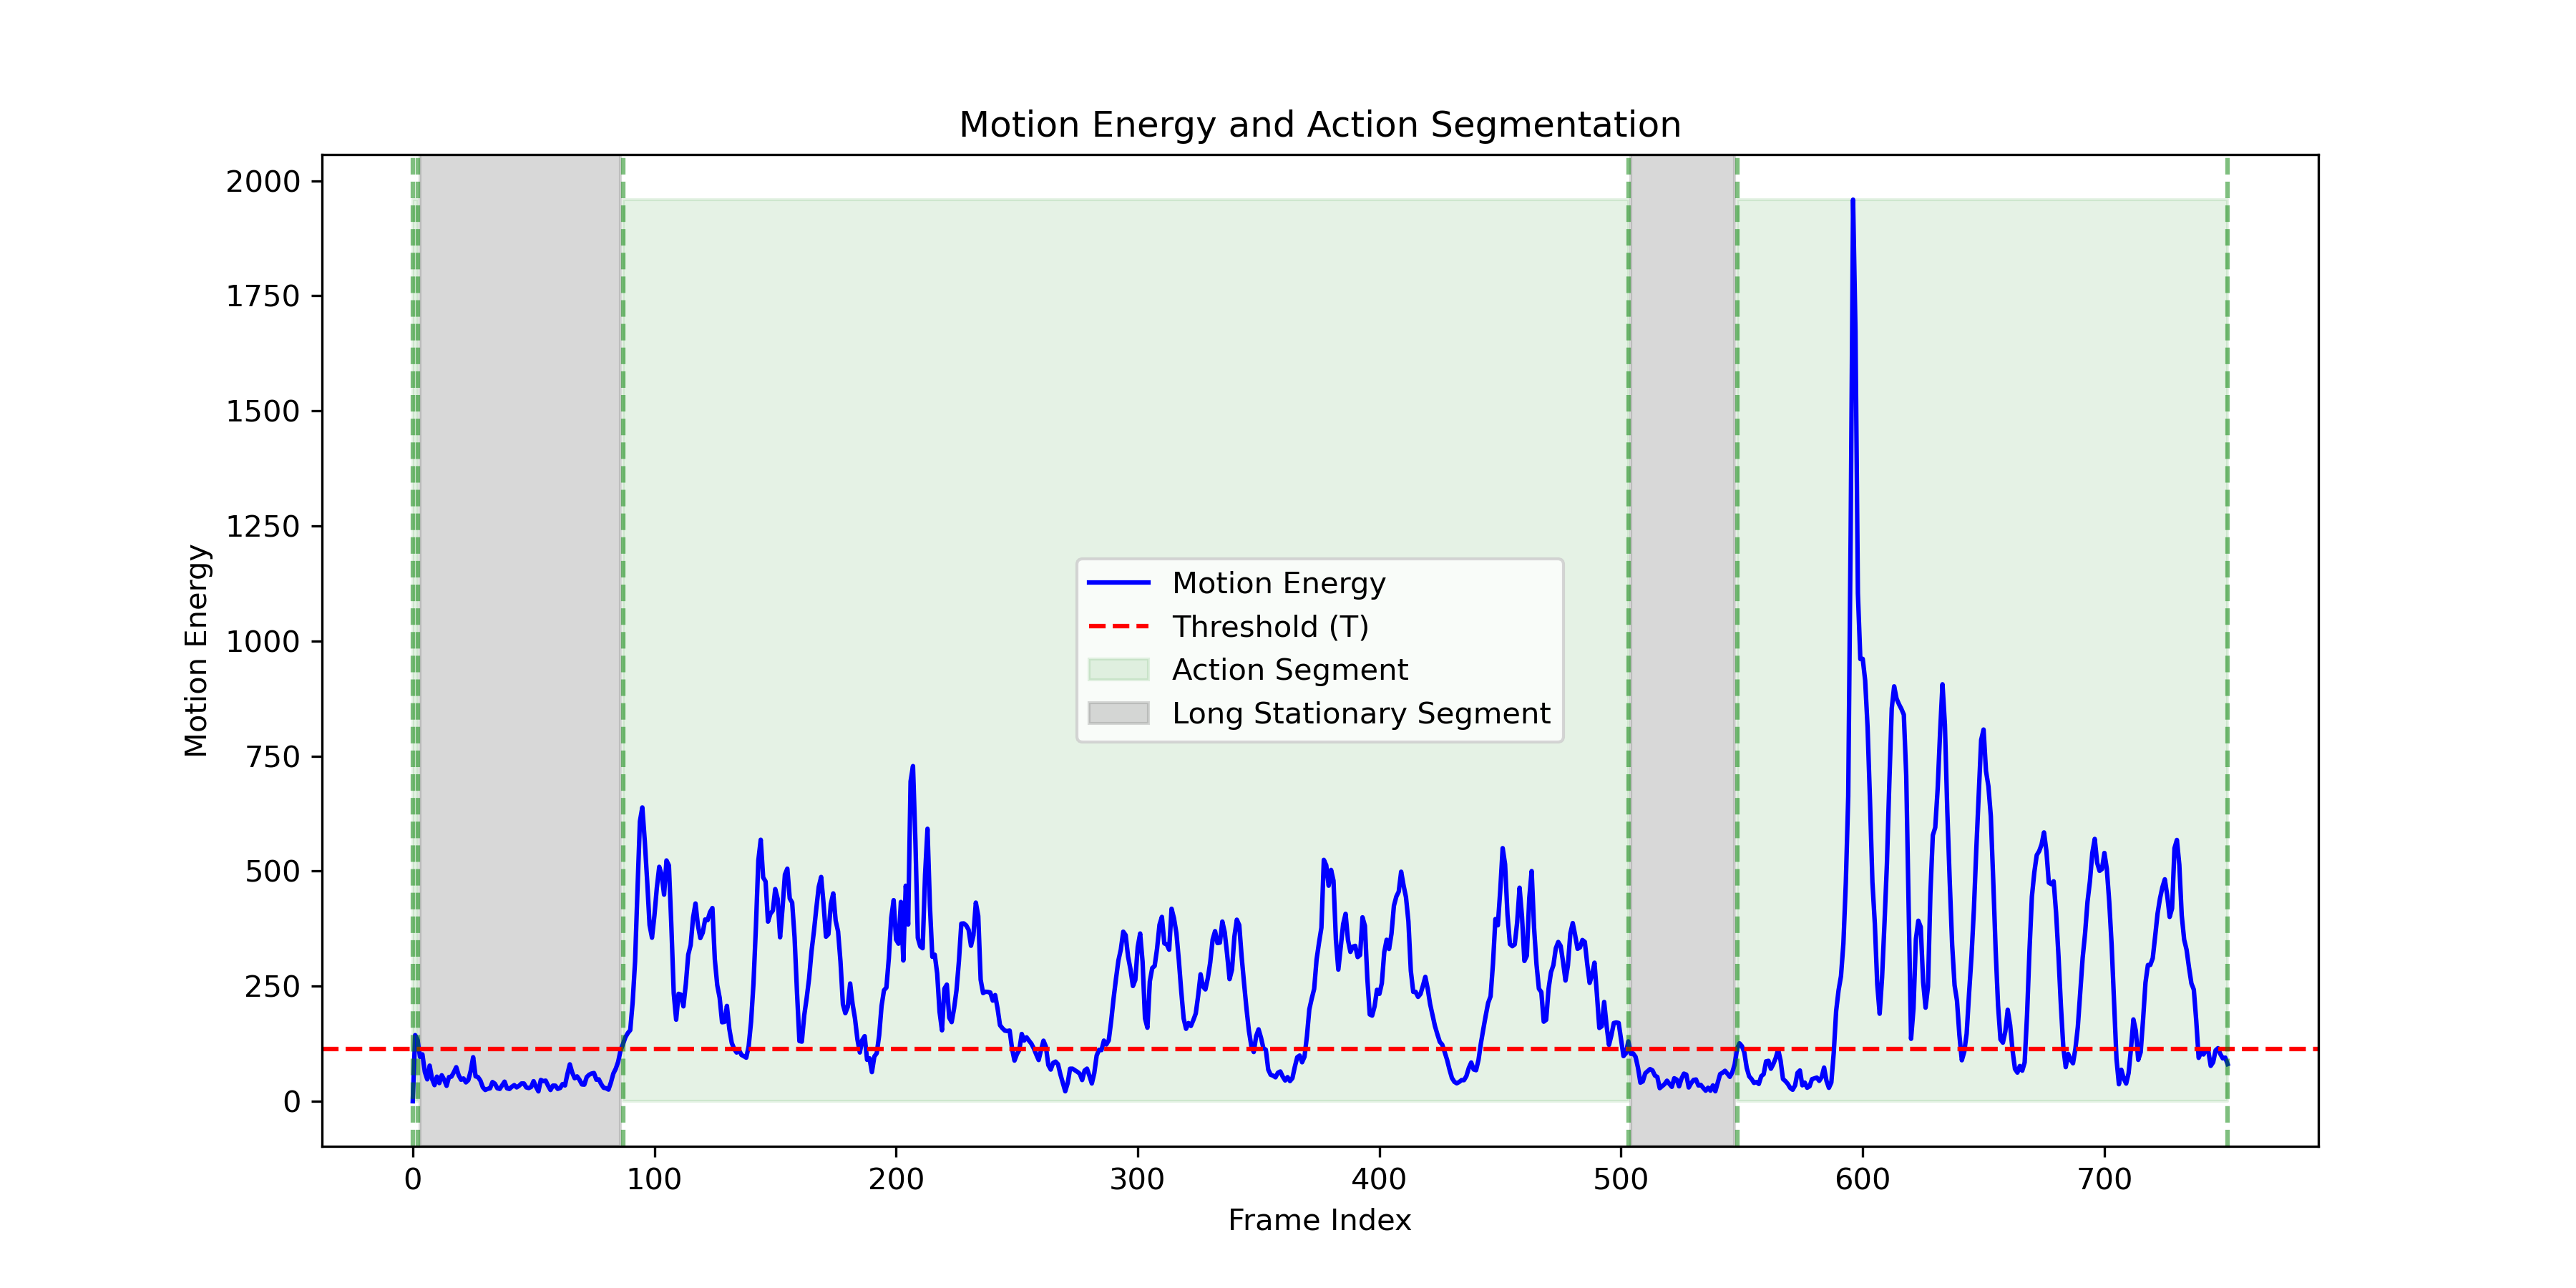 Motion Energy and Action Segmentation
2000
1750
1500
1250
1000
750
500
250
0
Motion Energy
Motion Energy
Threshold (T)
Action Segment
Long Stationary Segment
0 100 200 300 400 500 600 700
Frame Index